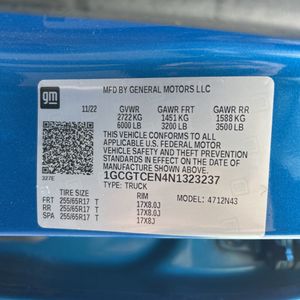 gm
MFD BY GENERAL MOTORS LLC
11/22 GVWR GAWR FRT GAWR RR
2722 KG 1451 KG 1588 KG
6000 LB 3200 LB 3500 LB
THIS VEHICLE CONFORMS TO ALL
APPLICABLE U.S. FEDERAL MOTOR
VEHICLE SAFETY AND THEFT
PREVENTION STANDARDS IN EFFECT
ON THE DATE OF MANUFACTURE
SHOWN ABOVE.
327E
1GCGTCEN4N1323237
TYPE: TRUCK MODEL: 4712N43
TIRE SIZE RIM
FRT 255/65R17 T 17X8.0J
RR 255/65R17 T 17X8.0J
SPA 255/65R17 T 17X8J